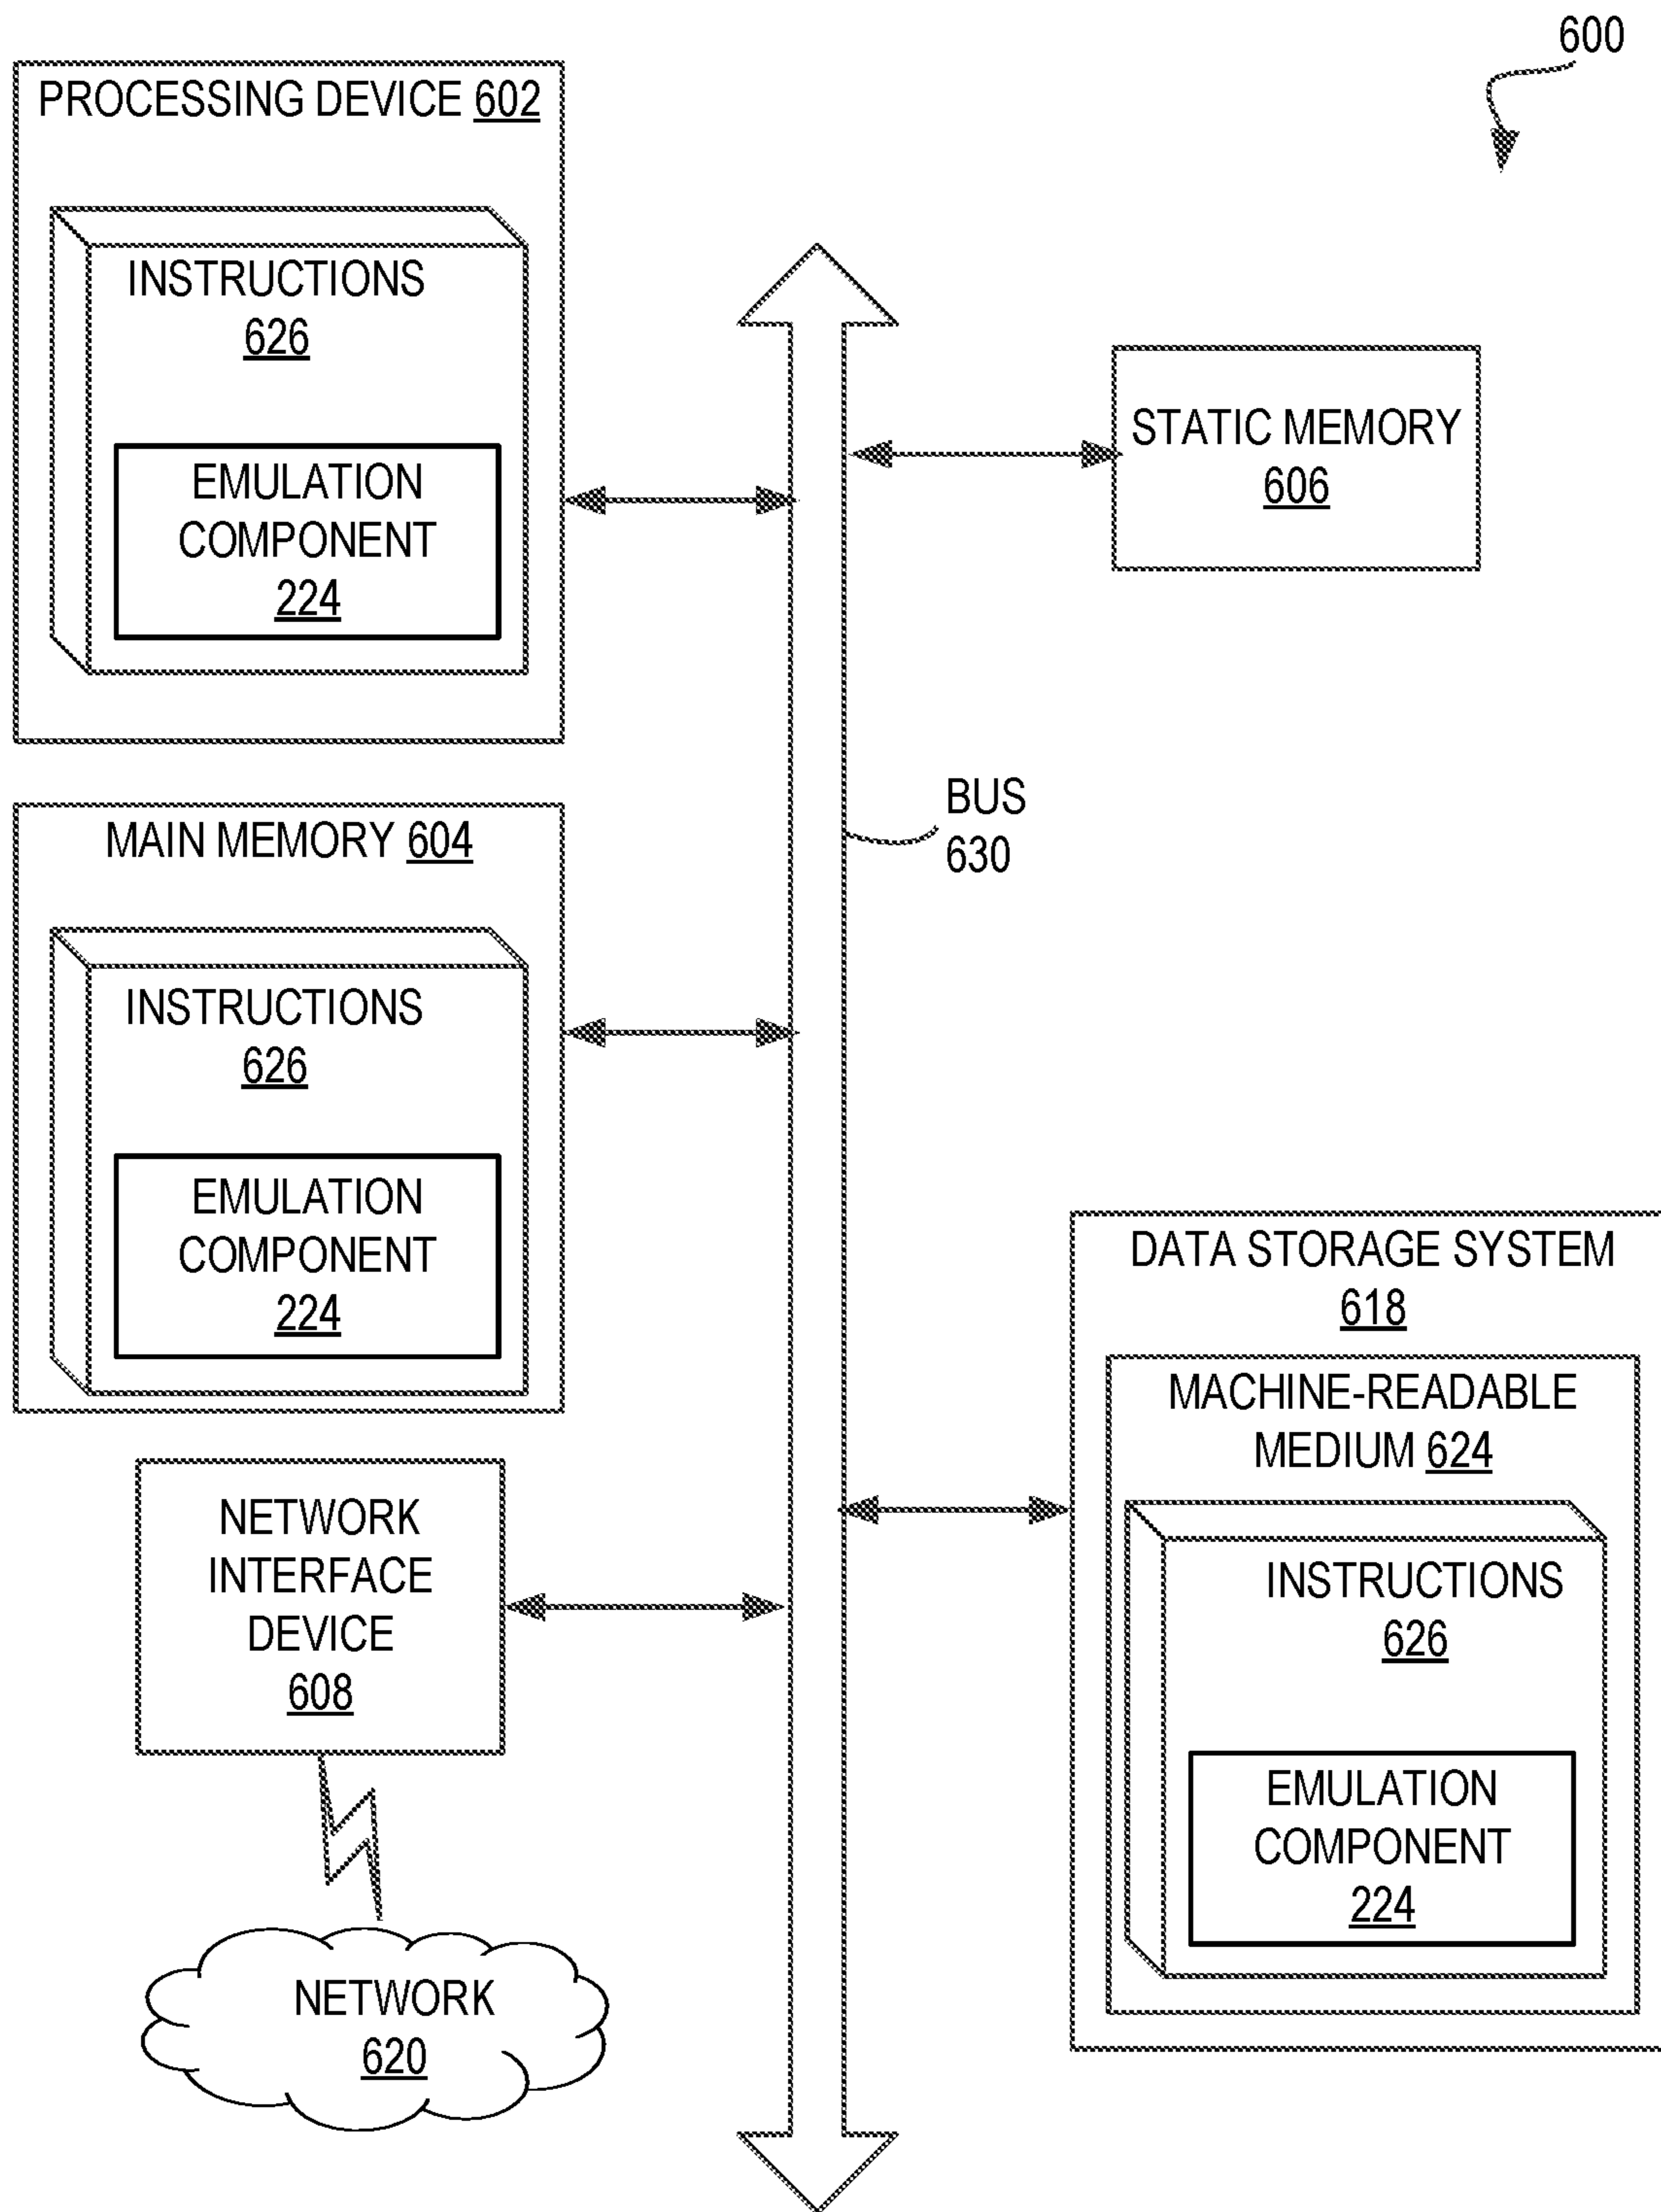 600
PROCESSING DEVICE 602
INSTRUCTIONS
626
EMULATION
COMPONENT
224
STATIC MEMORY
606
BUS
630
MAIN MEMORY 604
INSTRUCTIONS
626
EMULATION
COMPONENT
224
DATA STORAGE SYSTEM
618
MACHINE-READABLE
MEDIUM 624
INSTRUCTIONS
626
EMULATION
COMPONENT
224
NETWORK
INTERFACE
DEVICE
608
NETWORK
620